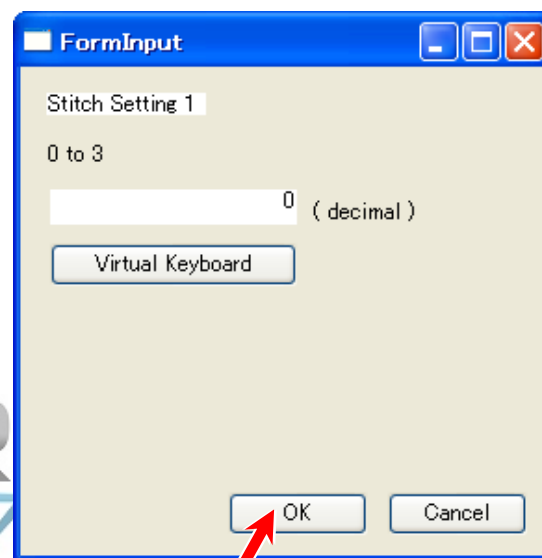 FormInput
Stitch Setting 1
0 to 3
0 ( decimal )
Virtual Keyboard
OK Cancel